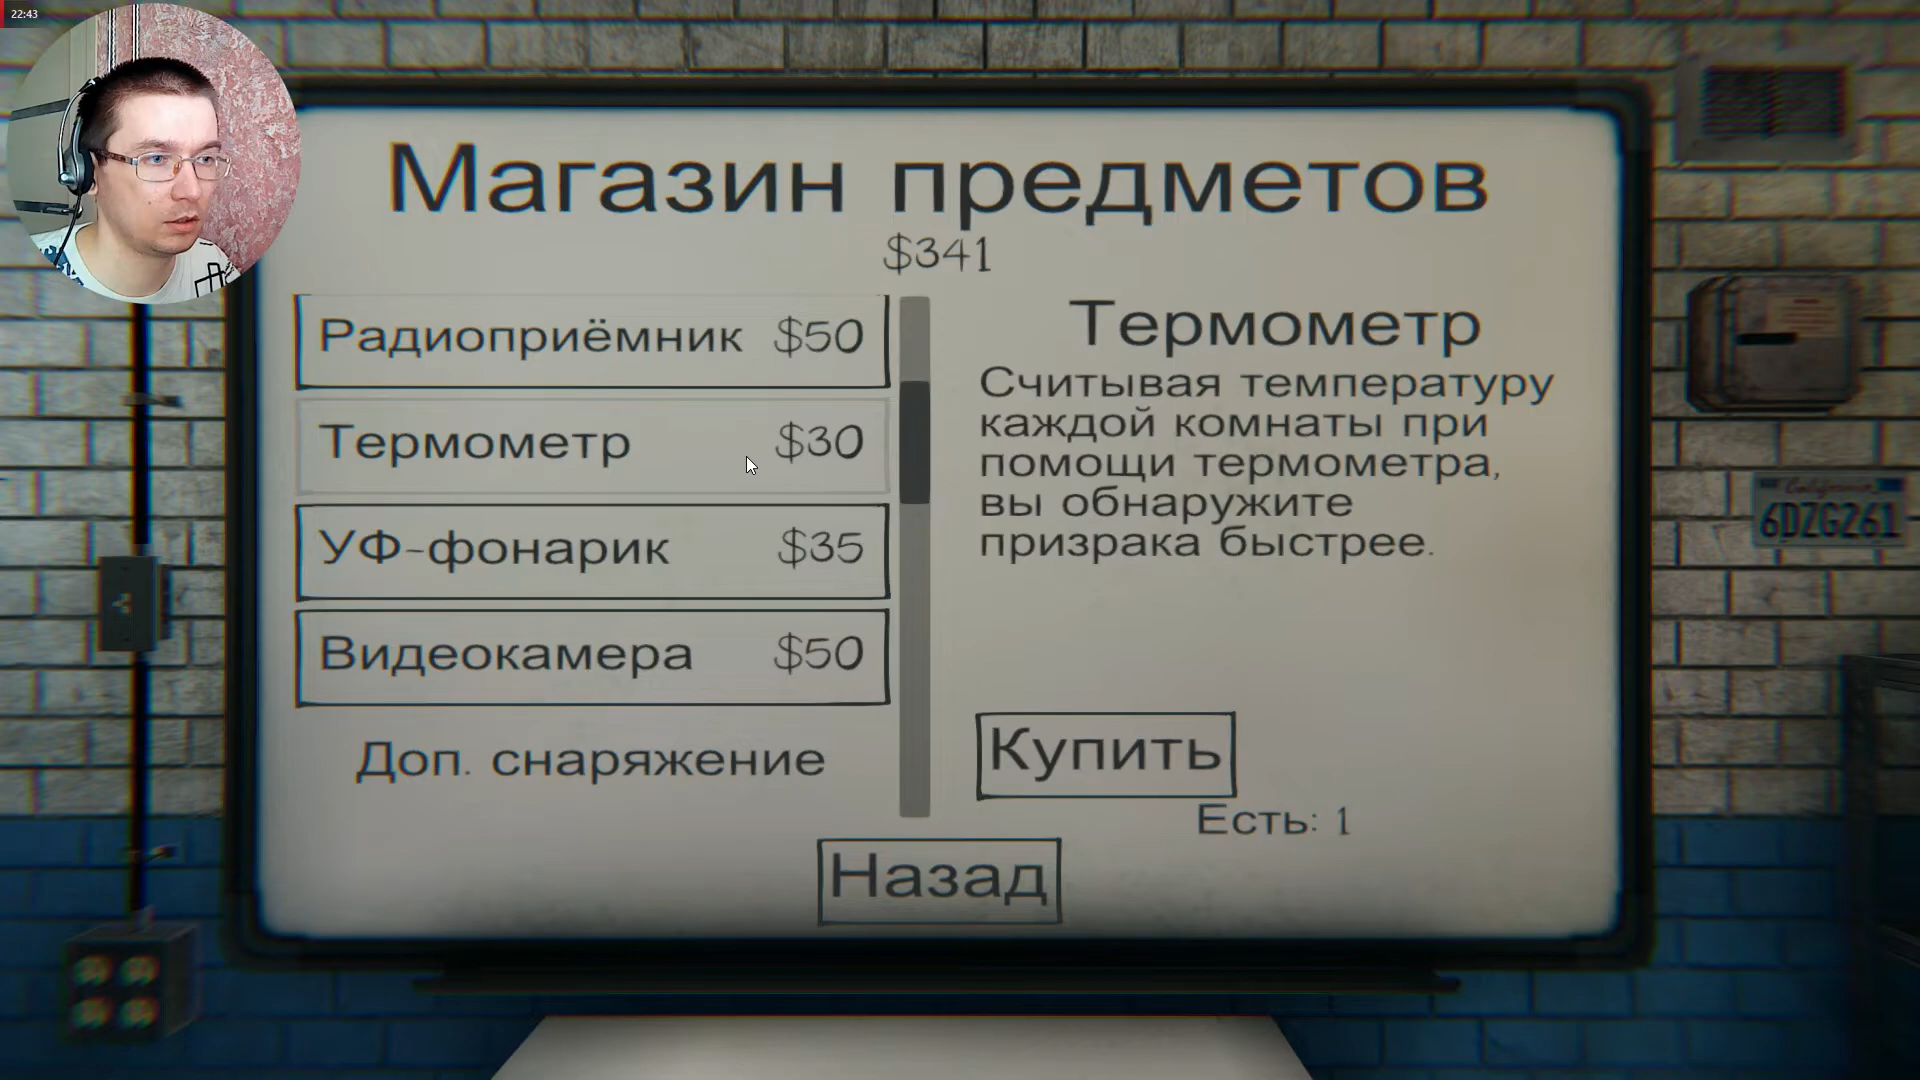 22:43
Магазин предметов
$341
Радиоприёмник $50
Термометр $30
УФ-фонарик $35
Видеокамера $50
Доп. снаряжение
Термометр
Считывая температуру
каждой комнаты при
помощи термометра,
вы обнаружите
призрака быстрее.
Купить
Есть: 1
Назад
California
6DZG261